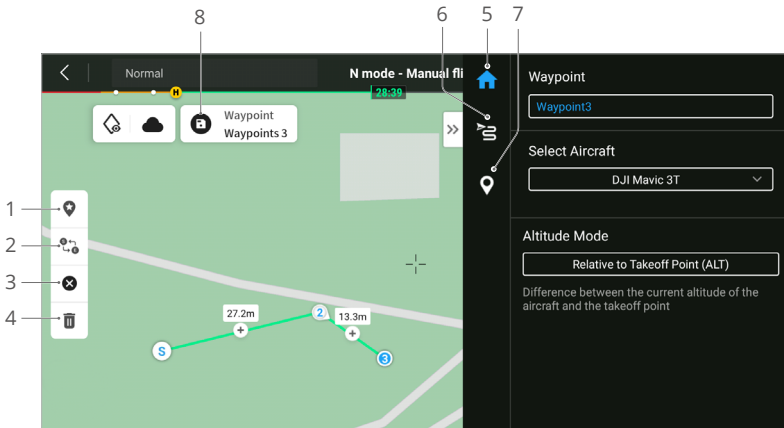 8
6
5
7
Normal
N mode - Manual fli
H
28:39
Waypoint
Waypoints 3
Waypoint
Waypoint3
Select Aircraft
DJI Mavic 3T
Altitude Mode
Relative to Takeoff Point (ALT)
Difference between the current altitude of the
aircraft and the takeoff point
1
2
3
4
27.2m
13.3m
S
2
3